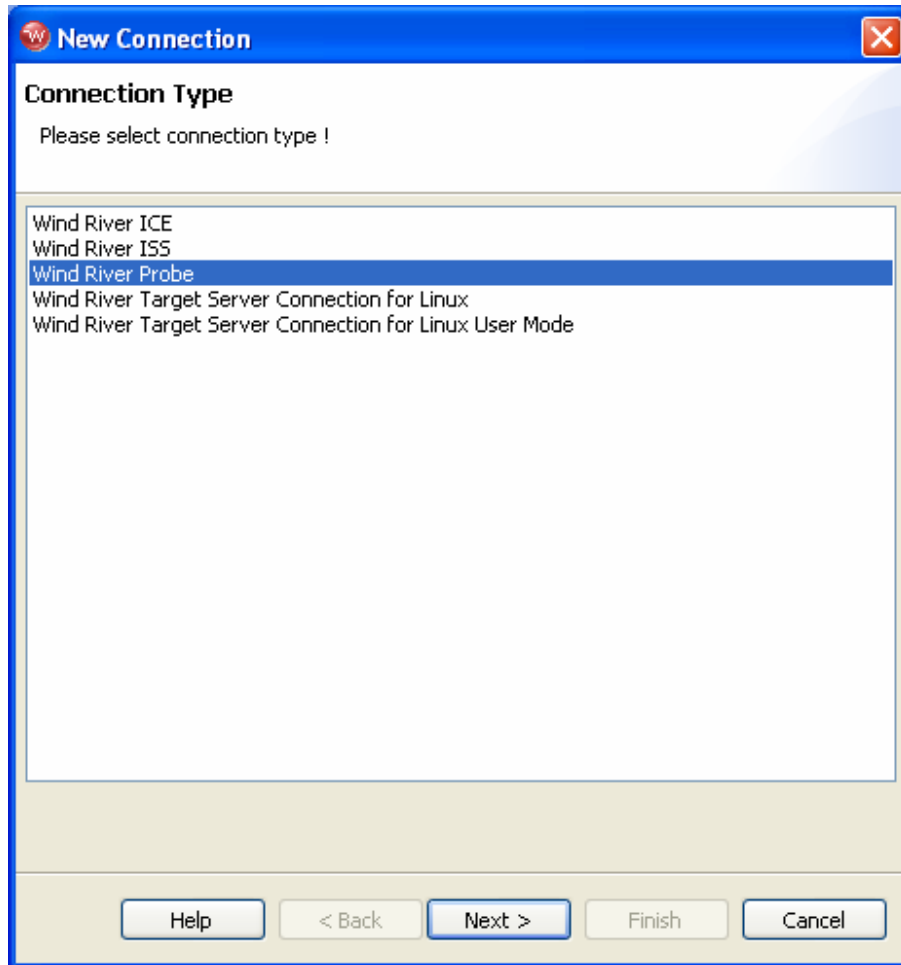 New Connection
Connection Type
Please select connection type !
Wind River ICE
Wind River ISS
Wind River Probe
Wind River Target Server Connection for Linux
Wind River Target Server Connection for Linux User Mode
Help < Back Next > Finish Cancel